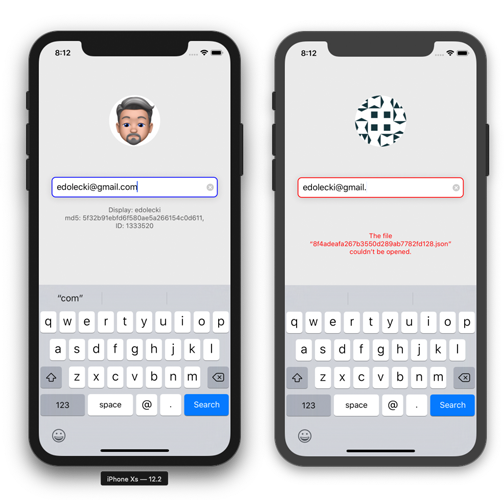 8:12
edolecki@gmail.com
Display: edolecki
md5: 5f32b91ebfd6f580ae5a266154c0d611,
ID: 1333520
"com"
q w e r t y u i o p
a s d f g h j k l
z x c v b n m
123 space @ . Search
iPhone Xs — 12.2
8:12
edolecki@gmail.
The file
"8f4adeafa267b3550d289ab7782fd128.json"
couldn't be opened.
q w e r t y u i o p
a s d f g h j k l
z x c v b n m
123 space @ . Search